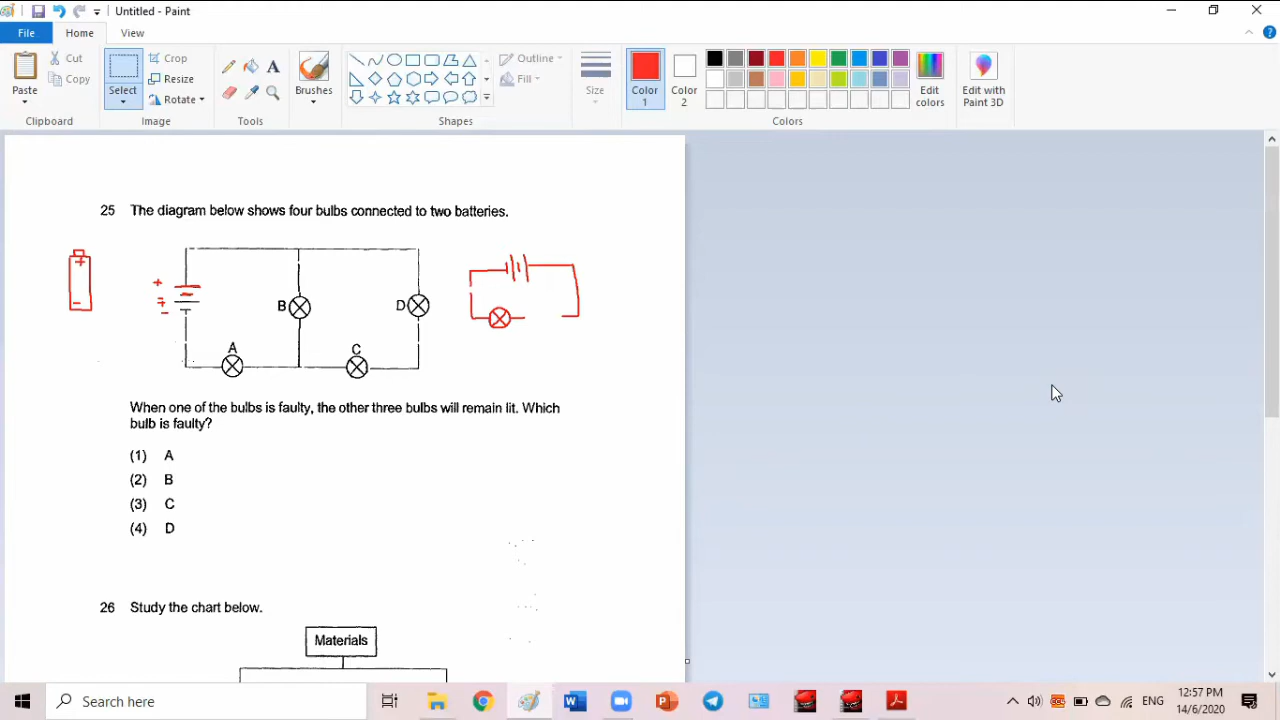 Untitled - Paint
File Home View
Paste
Cut
Copy
Clipboard
Select
Crop
Resize
Rotate
Image
A
Tools
Brushes
Shapes
Outline
Fill
Size
Color 1
Color 2
Edit colors
Colors
Edit with Paint 3D
25 The diagram below shows four bulbs connected to two batteries.
+
-
+
-
B
D
A
C
When one of the bulbs is faulty, the other three bulbs will remain lit. Which
bulb is faulty?
(1) A
(2) B
(3) C
(4) D
26 Study the chart below.
Materials
Search here
ENG
12:57 PM
14/6/2020